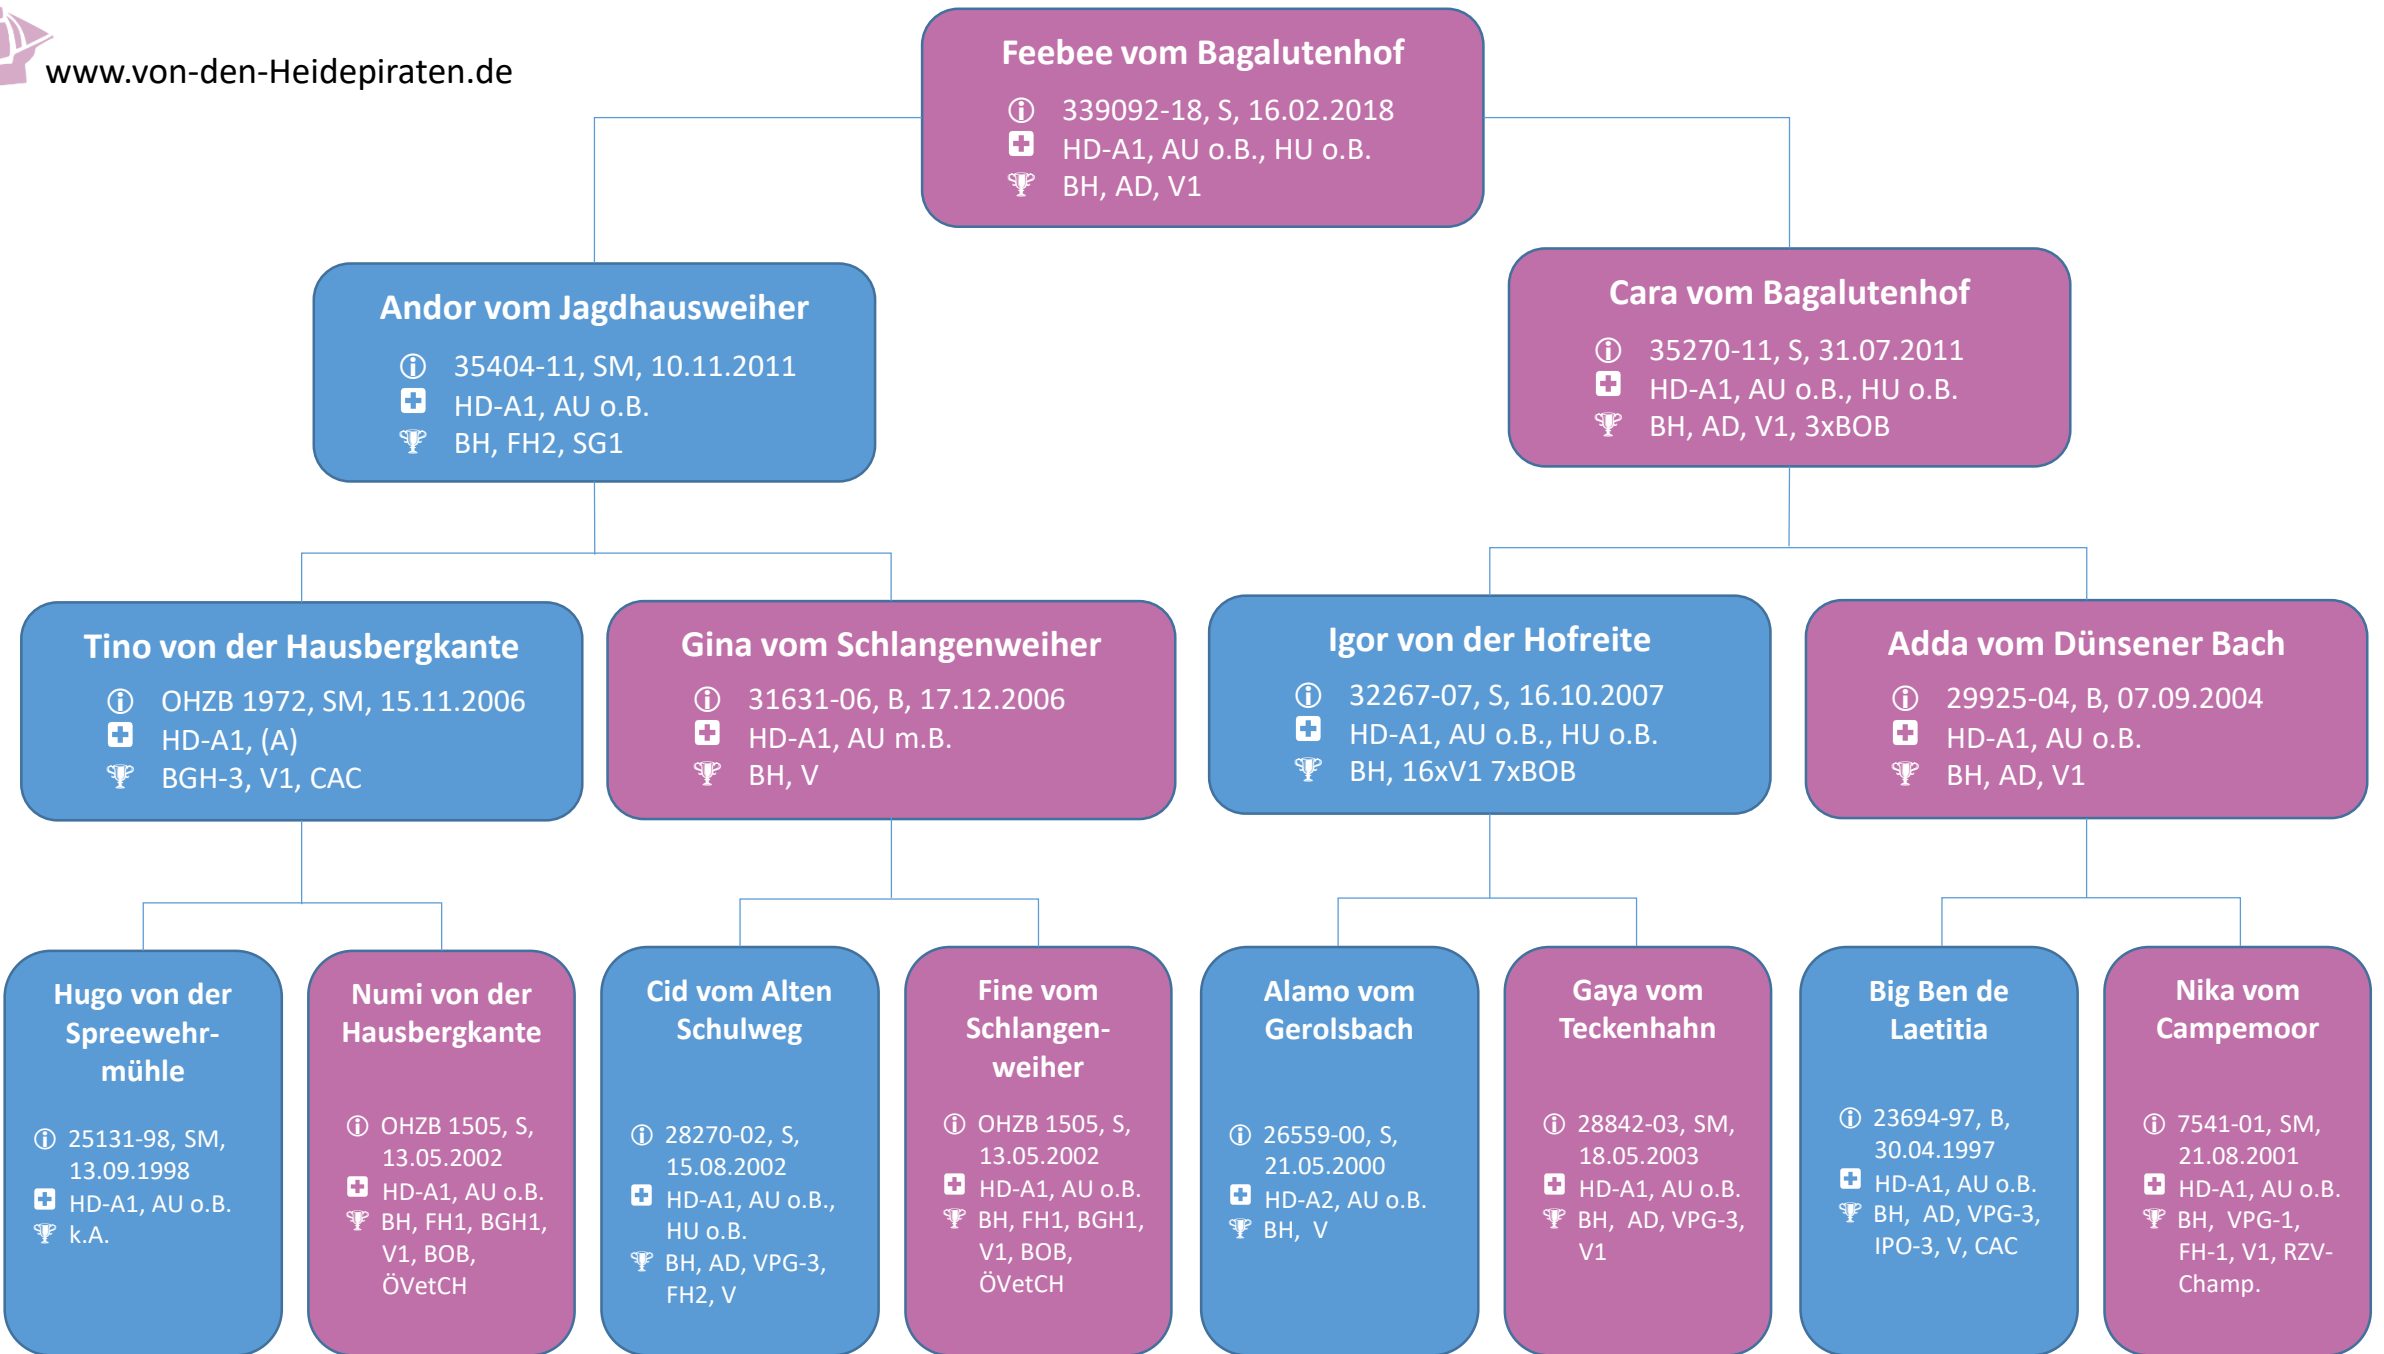 www.von-den-Heidepiraten.de
Feebee vom Bagalutenhof
339092-18, S, 16.02.2018
HD-A1, AU o.B., HU o.B.
BH, AD, V1
Andor vom Jagdhausweiher
35404-11, SM, 10.11.2011
HD-A1, AU o.B.
BH, FH2, SG1
Cara vom Bagalutenhof
35270-11, S, 31.07.2011
HD-A1, AU o.B., HU o.B.
BH, AD, V1, 3xBOB
Tino von der Hausbergkante
OHZB 1972, SM, 15.11.2006
HD-A1, (A)
BGH-3, V1, CAC
Gina vom Schlangenweiher
31631-06, B, 17.12.2006
HD-A1, AU m.B.
BH, V
Igor von der Hofreite
32267-07, S, 16.10.2007
HD-A1, AU o.B., HU o.B.
BH, 16xV1 7xBOB
Adda vom Dünsener Bach
29925-04, B, 07.09.2004
HD-A1, AU o.B.
BH, AD, V1
Hugo von der
Spreewehr-
mühle
25131-98, SM,
13.09.1998
HD-A1, AU o.B.
k.A.
Numi von der
Hausbergkante
OHZB 1505, S,
13.05.2002
HD-A1, AU o.B.
BH, FH1, BGH1,
V1, BOB,
ÖVetCH
Cid vom Alten
Schulweg
28270-02, S,
15.08.2002
HD-A1, AU o.B.,
HU o.B.
BH, AD, VPG-3,
FH2, V
Fine vom
Schlangen-
weiher
OHZB 1505, S,
13.05.2002
HD-A1, AU o.B.
BH, FH1, BGH1,
V1, BOB,
ÖVetCH
Alamo vom
Gerolsbach
26559-00, S,
21.05.2000
HD-A2, AU o.B.
BH, V
Gaya vom
Teckenhahn
28842-03, SM,
18.05.2003
HD-A1, AU o.B.
BH, AD, VPG-3,
V1
Big Ben de
Laetitia
23694-97, B,
30.04.1997
HD-A1, AU o.B.
BH, AD, VPG-3,
IPO-3, V, CAC
Nika vom
Campemoor
7541-01, SM,
21.08.2001
HD-A1, AU o.B.
BH, VPG-1,
FH-1, V1, RZV-
Champ.